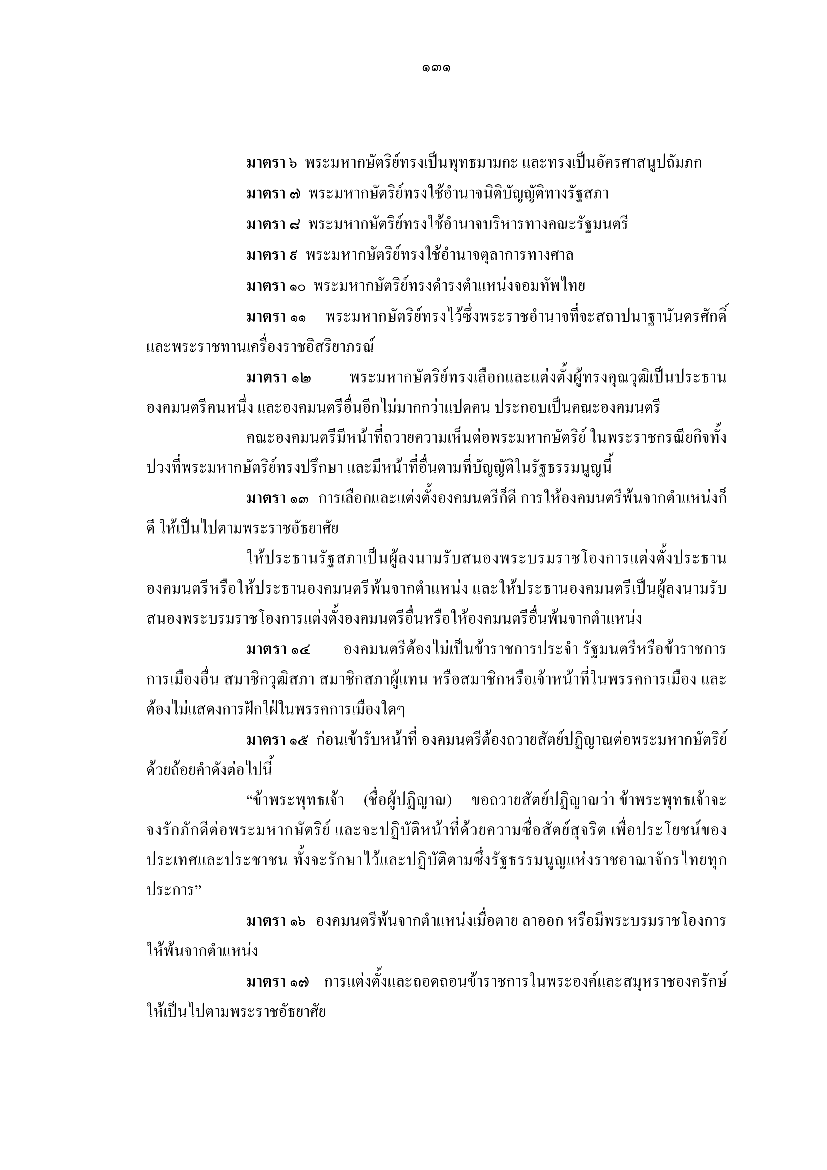 ๑๓๑
มาตรา ๖ พระมหากษัตริย์ทรงเป็นพุทธมามกะ และทรงเป็นอัครศาสนูปถัมภก
มาตรา ๗ พระมหากษัตริย์ทรงใช้อำนาจนิติบัญญัติทางรัฐสภา
มาตรา ๘ พระมหากษัตริย์ทรงใช้อำนาจบริหารทางคณะรัฐมนตรี
มาตรา ๙ พระมหากษัตริย์ทรงใช้อำนาจตุลาการทางศาล
มาตรา ๑๐ พระมหากษัตริย์ทรงดำรงตำแหน่งจอมทัพไทย
มาตรา ๑๑ พระมหากษัตริย์ทรงไว้ซึ่งพระราชอำนาจที่จะสถาปนาฐานันดรศักดิ์
และพระราชทานเครื่องราชอิสริยาภรณ์
มาตรา ๑๒ พระมหากษัตริย์ทรงเลือกและแต่งตั้งผู้ทรงคุณวุฒิเป็นประธาน
องคมนตรีคนหนึ่ง และองคมนตรีอื่นอีกไม่มากกว่าแปดคน ประกอบเป็นคณะองคมนตรี
คณะองคมนตรีมีหน้าที่ถวายความเห็นต่อพระมหากษัตริย์ ในพระราชกรณียกิจทั้ง
ปวงที่พระมหากษัตริย์ทรงปรึกษา และมีหน้าที่อื่นตามที่บัญญัติในรัฐธรรมนูญนี้
มาตรา ๑๓ การเลือกและแต่งตั้งองคมนตรีก็ดี การให้องคมนตรีพ้นจากตำแหน่งก็
ดี ให้เป็นไปตามพระราชอัธยาศัย
ให้ประธานรัฐสภาเป็นผู้ลงนามรับสนองพระบรมราชโองการแต่งตั้งประธาน
องคมนตรีหรือให้ประธานองคมนตรีพ้นจากตำแหน่ง และให้ประธานองคมนตรีเป็นผู้ลงนามรับ
สนองพระบรมราชโองการแต่งตั้งองคมนตรีอื่นหรือให้องคมนตรีอื่นพ้นจากตำแหน่ง
มาตรา ๑๔ องคมนตรีต้องไม่เป็นข้าราชการประจำ รัฐมนตรีหรือข้าราชการ
การเมืองอื่น สมาชิกวุฒิสภา สมาชิกสภาผู้แทน หรือสมาชิกหรือเจ้าหน้าที่ในพรรคการเมือง และ
ต้องไม่แสดงการฝักใฝ่ในพรรคการเมืองใดๆ
มาตรา ๑๕ ก่อนเข้ารับหน้าที่ องคมนตรีต้องถวายสัตย์ปฏิญาณต่อพระมหากษัตริย์
ด้วยถ้อยคำดังต่อไปนี้
“ข้าพระพุทธเจ้า (ชื่อผู้ปฏิญาณ) ขอถวายสัตย์ปฏิญาณว่า ข้าพระพุทธเจ้าจะ
จงรักภักดีต่อพระมหากษัตริย์ และจะปฏิบัติหน้าที่ด้วยความซื่อสัตย์สุจริต เพื่อประโยชน์ของ
ประเทศและประชาชน ทั้งจะรักษาไว้และปฏิบัติตามซึ่งรัฐธรรมนูญแห่งราชอาณาจักรไทยทุก
ประการ”
มาตรา ๑๖ องคมนตรีพ้นจากตำแหน่งเมื่อตาย ลาออก หรือมีพระบรมราชโองการ
ให้พ้นจากตำแหน่ง
มาตรา ๑๗ การแต่งตั้งและถอดถอนข้าราชการในพระองค์และสมุหราชองครักษ์
ให้เป็นไปตามพระราชอัธยาศัย